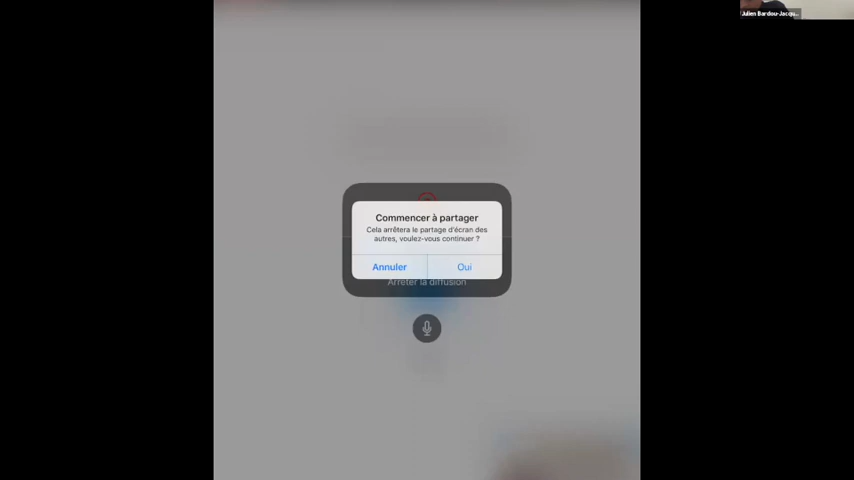 Julien Bardou-Jacqu...
Commencer à partager
Cela arrêtera le partage d'écran des
autres, voulez-vous continuer ?
Annuler
Oui
Arrêter la diffusion